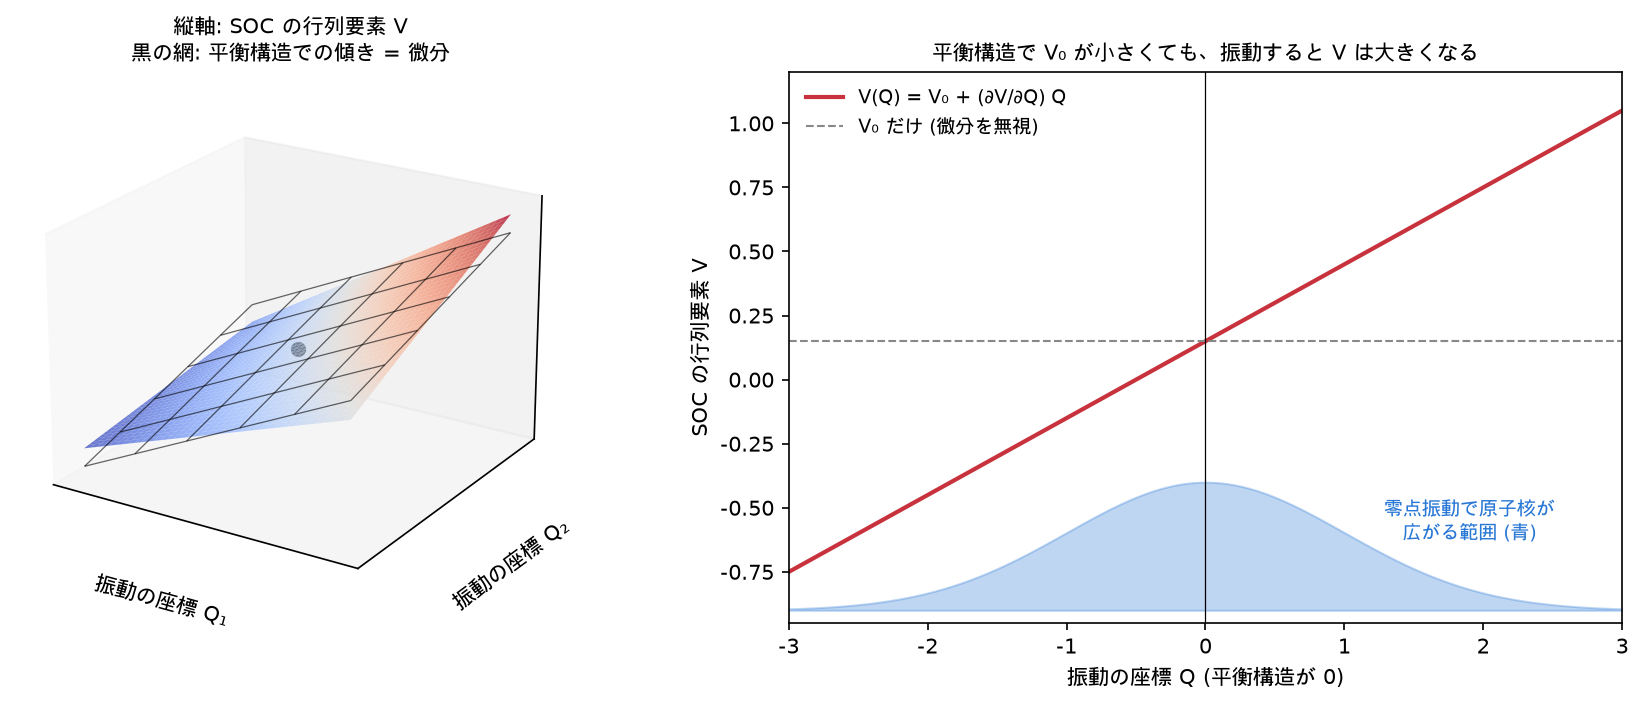 縦軸: SOC の行列要素 V
黒の網: 平衡構造での傾き = 微分
振動の座標 Q₁
振動の座標 Q₂
平衡構造で V₀ が小さくても、振動すると V は大きくなる
V(Q) = V₀ + (∂V/∂Q) Q
V₀ だけ (微分を無視)
SOC の行列要素 V
1.00
0.75
0.50
0.25
0.00
-0.25
-0.50
-0.75
零点振動で原子核が
広がる範囲 (青)
-3
-2
-1
0
1
2
3
振動の座標 Q (平衡構造が 0)